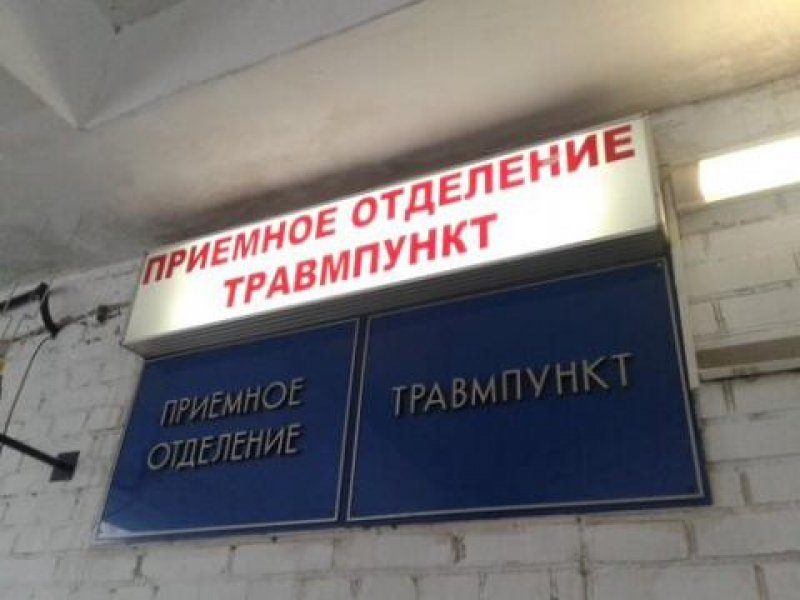 ПРИЕМНОЕ ОТДЕЛЕНИЕ
ТРАВМПУНКТ
ПРИЕМНОЕ
ОТДЕЛЕНИЕ
ТРАВМПУНКТ